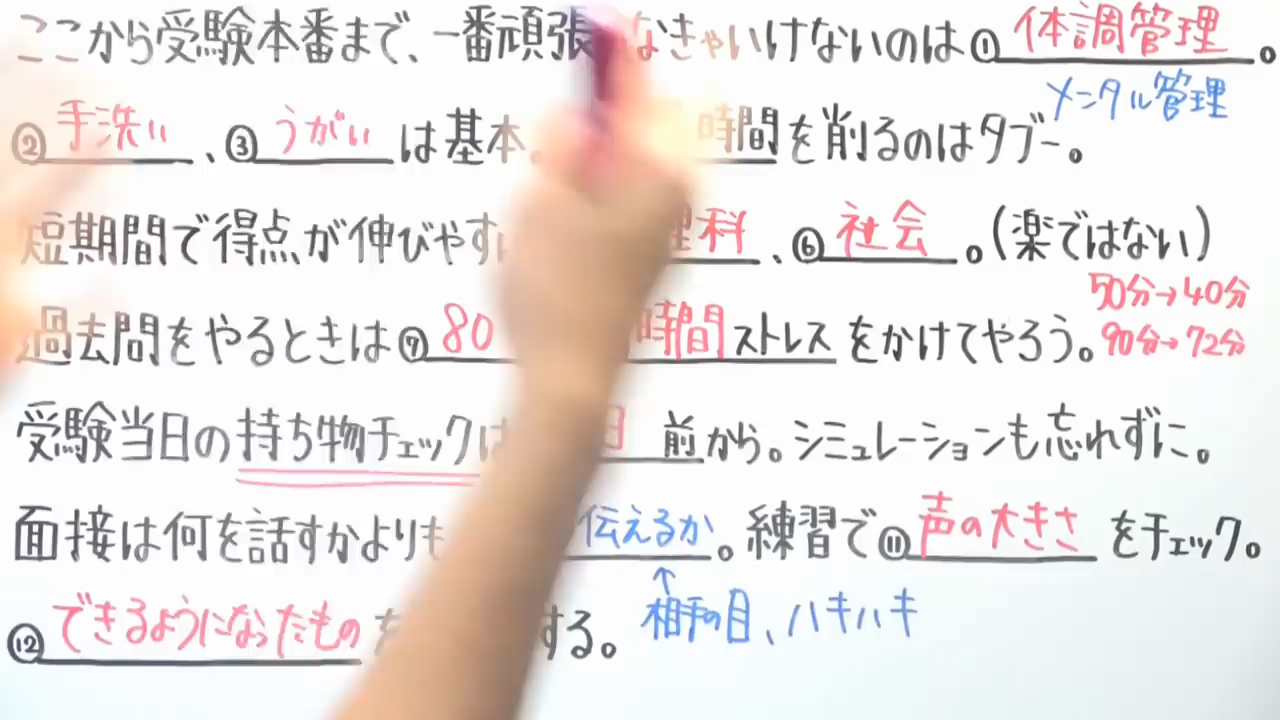 ここから受験本番まで、一番頑張 なきゃいけないのは①体調管理。
メンタル管理
②手洗い、③うがいは基本。 時間を削るのはタブー。
短期間で得点が伸びやす 理科、⑥社会。(楽ではない)
50分→40分
過去問をやるときは⑦80 時間ストレスをかけてやろう。
90分→72分
受験当日の持ち物チェックは 日前から。シミュレーションも忘れずに。
面接は何を話すかよりも 伝えるか。練習で⑪声の大きさをチェック。
↑
相手の目、ハキハキ
⑫できるようになったもの する。